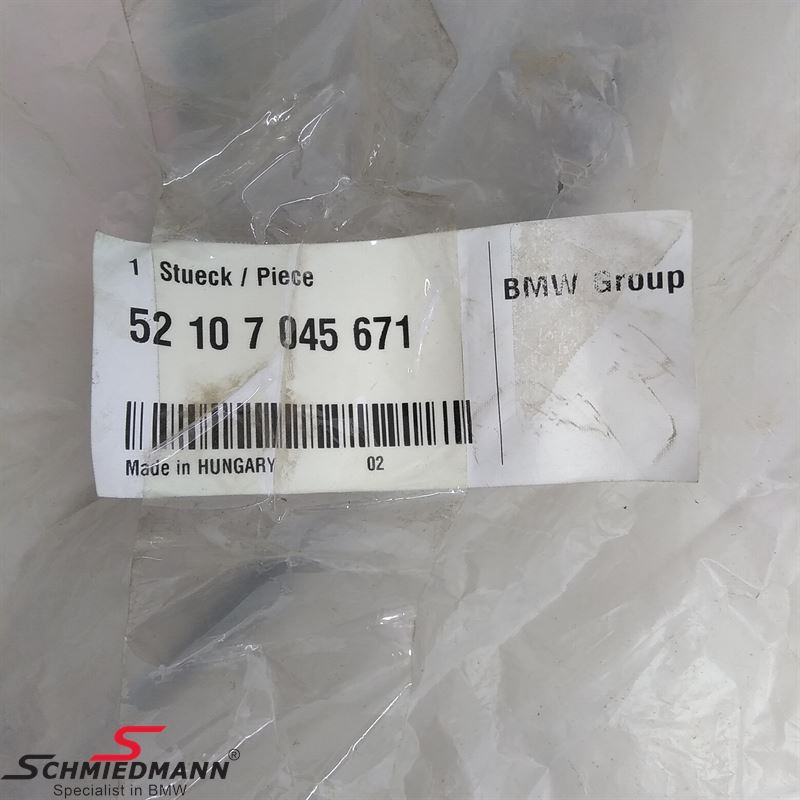 1 Stueck / Piece
52 10 7 045 671
Made in HUNGARY 02
BMW Group
SCHMIEDMANN®
Specialist in BMW